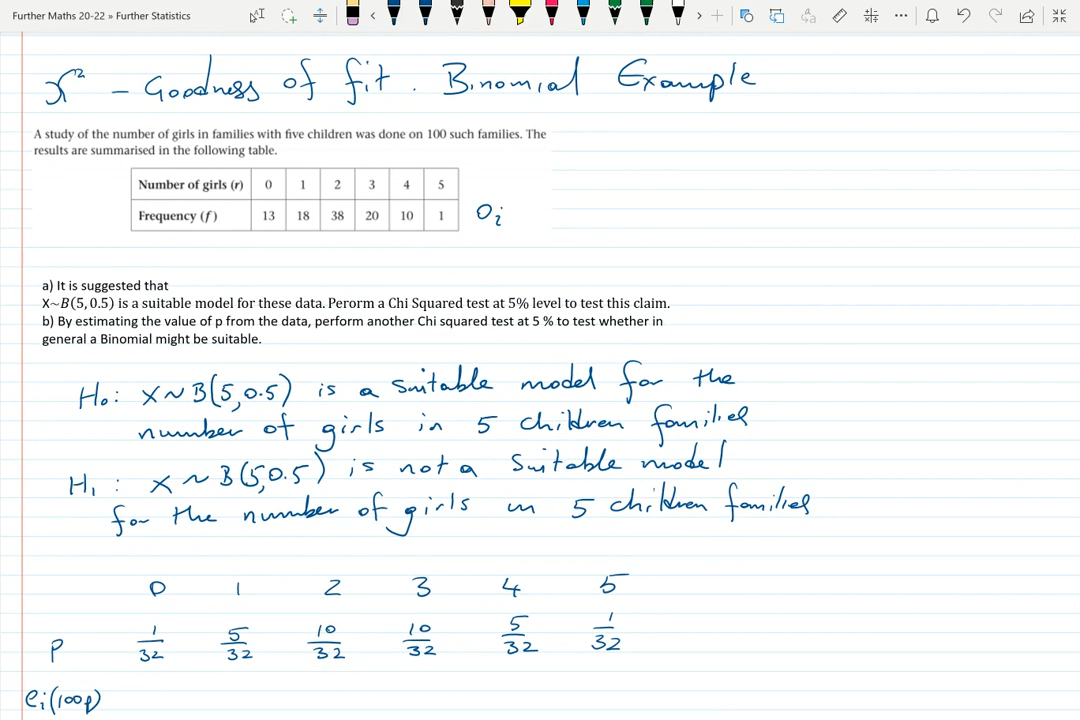 Further Maths 20-22 » Further Statistics
χ² - Goodness of fit. Binomial Example
A study of the number of girls in families with five children was done on 100 such families. The
results are summarised in the following table.
Number of girls (r) 0 1 2 3 4 5
Frequency (f) 13 18 38 20 10 1 Oi
a) It is suggested that
X~B(5, 0.5) is a suitable model for these data. Perorm a Chi Squared test at 5% level to test this claim.
b) By estimating the value of p from the data, perform another Chi squared test at 5 % to test whether in
general a Binomial might be suitable.
H₀: X ~ B(5, 0.5) is a suitable model for the
number of girls in 5 children families
H₁: X ~ B(5, 0.5) is not a suitable model
for the number of girls in 5 children families
0 1 2 3 4 5
P 1/32 5/32 10/32 10/32 5/32 1/32
ei(100p)